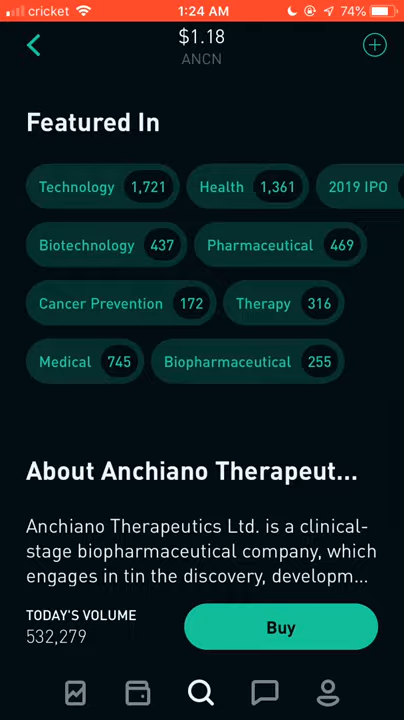 cricket 1:24 AM 74%
$1.18
ANCN
Featured In
Technology 1,721 Health 1,361 2019 IPO
Biotechnology 437 Pharmaceutical 469
Cancer Prevention 172 Therapy 316
Medical 745 Biopharmaceutical 255
About Anchiano Therapeut...
Anchiano Therapeutics Ltd. is a clinical-
stage biopharmaceutical company, which
engages in tin the discovery, developm...
TODAY'S VOLUME
532,279
Buy